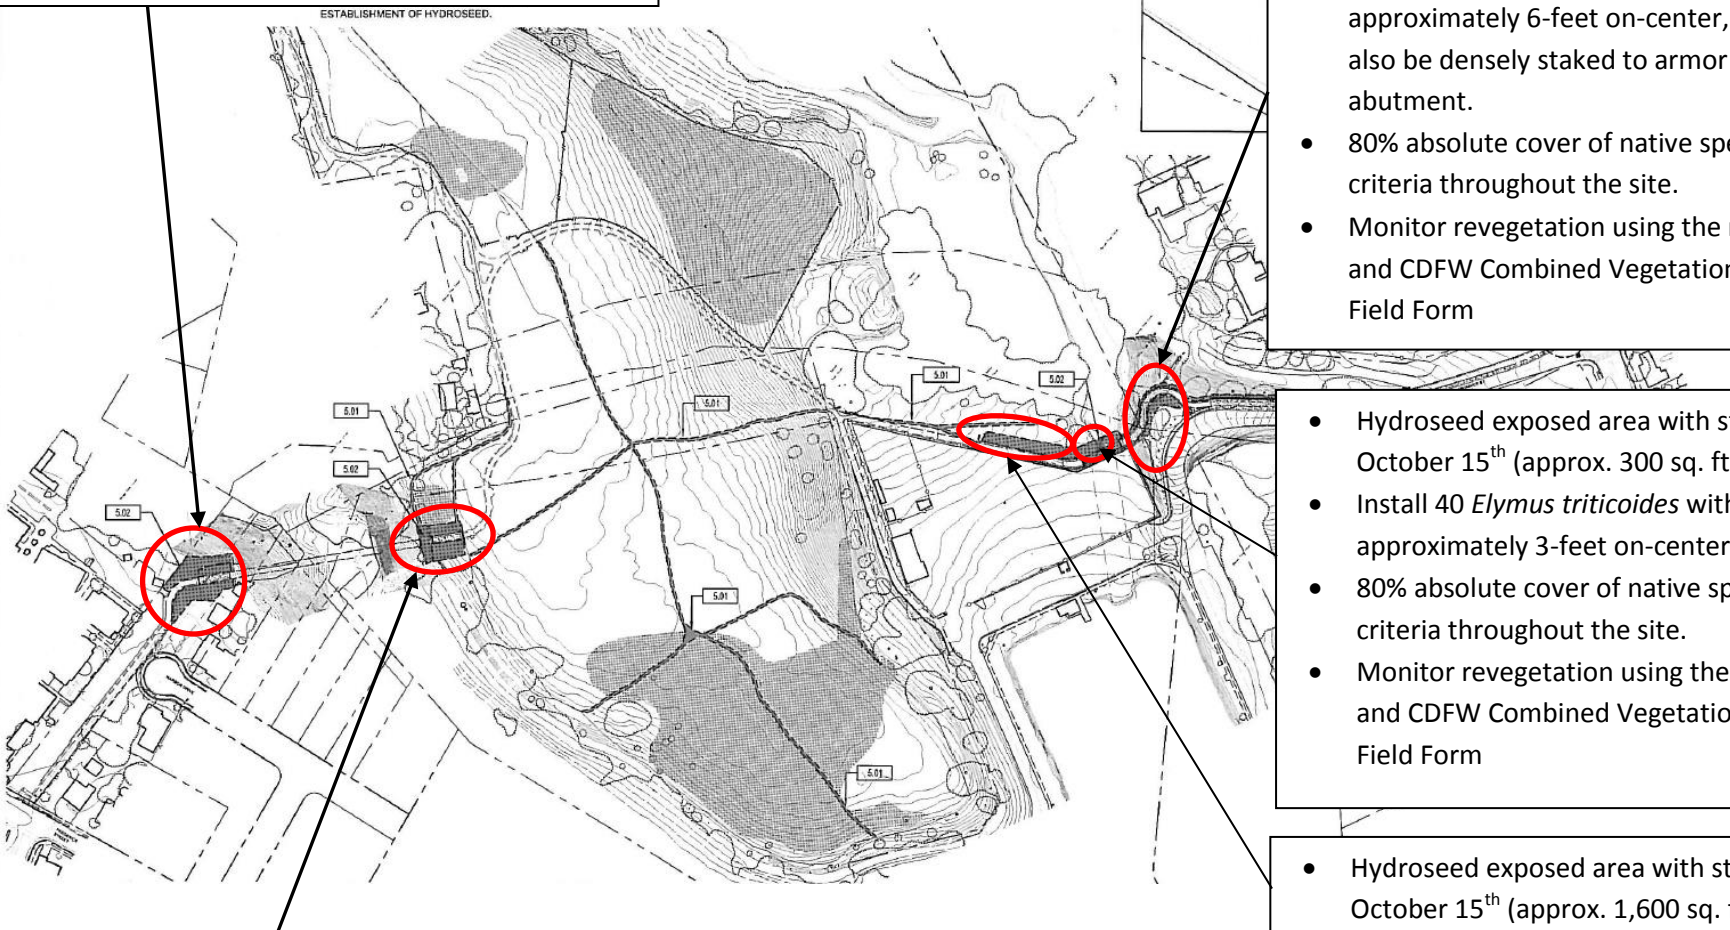 ESTABLISHMENT OF HYDROSEED.
approximately 6-feet on-center,
also be densely staked to armor
abutment.
• 80% absolute cover of native spe
criteria throughout the site.
• Monitor revegetation using the
and CDFW Combined Vegetation
Field Form
5.01
5.02
5.01
5.01
5.02
5.02
• Hydroseed exposed area with st
October 15th (approx. 300 sq. ft
• Install 40 Elymus triticoides with
approximately 3-feet on-center
• 80% absolute cover of native sp
criteria throughout the site.
• Monitor revegetation using the
and CDFW Combined Vegetatio
Field Form
5.01
5.01
• Hydroseed exposed area with st
October 15th (approx. 1,600 sq.